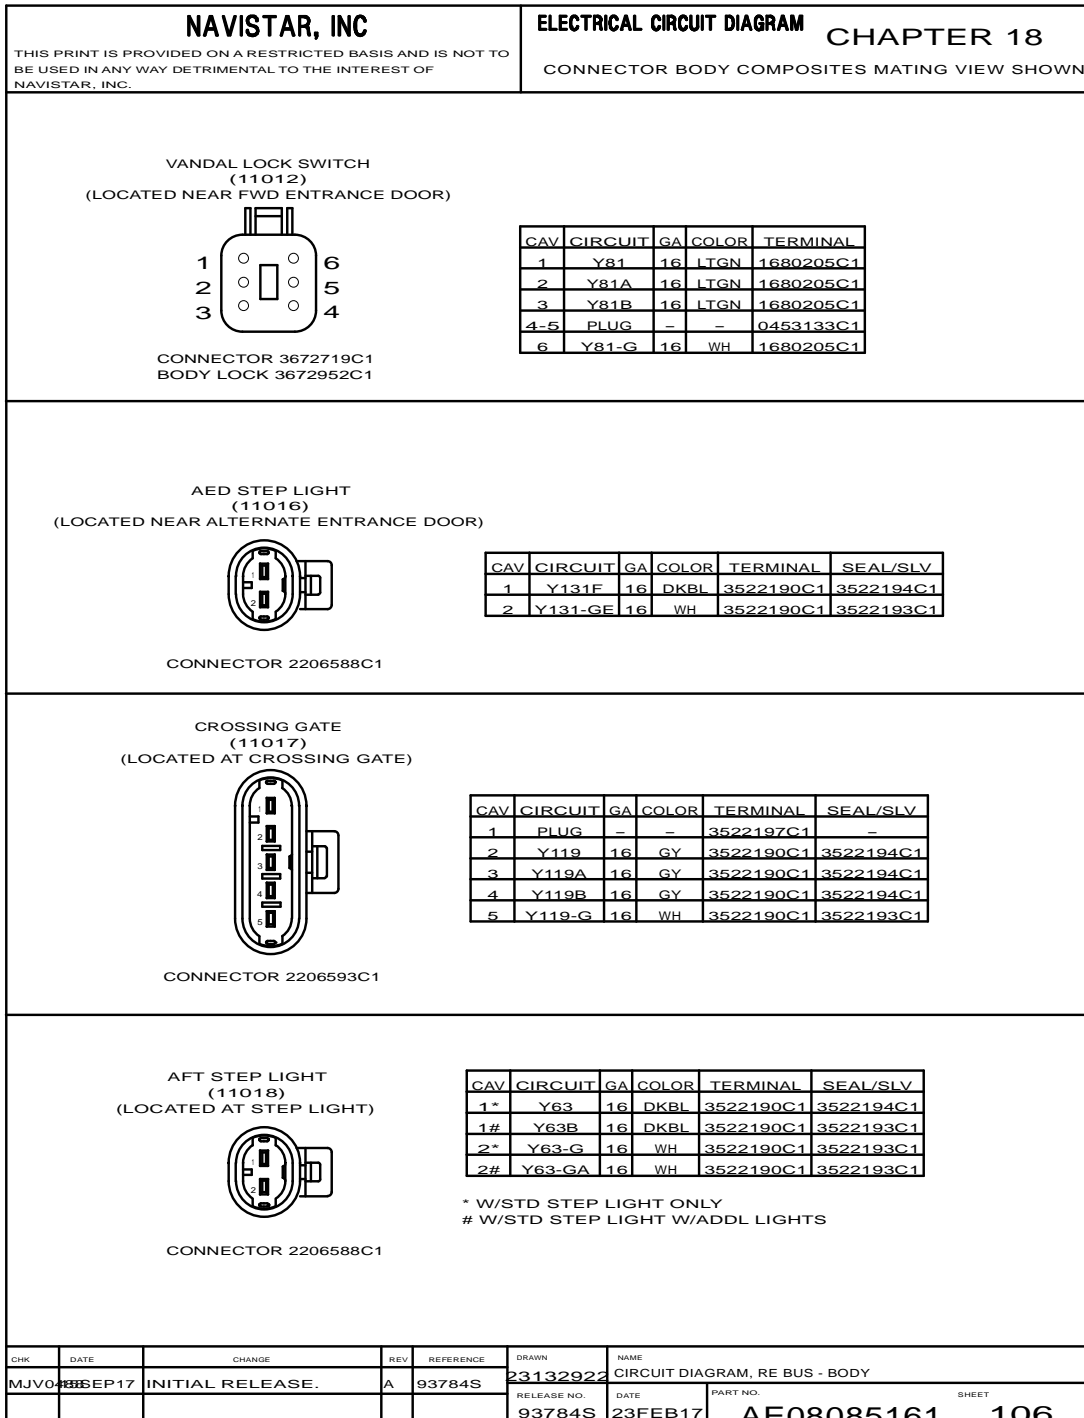 NAVISTAR, INC
THIS PRINT IS PROVIDED ON A RESTRICTED BASIS AND IS NOT TO
BE USED IN ANY WAY DETRIMENTAL TO THE INTEREST OF
NAVISTAR, INC.
ELECTRICAL CIRCUIT DIAGRAM CHAPTER 18
CONNECTOR BODY COMPOSITES MATING VIEW SHOWN
VANDAL LOCK SWITCH
(11012)
(LOCATED NEAR FWD ENTRANCE DOOR)
1 6
2 5
3 4
CONNECTOR 3672719C1
BODY LOCK 3672952C1
CAV CIRCUIT GA COLOR TERMINAL
1 Y81 16 LTGN 1680205C1
2 Y81A 16 LTGN 1680205C1
3 Y81B 16 LTGN 1680205C1
4-5 PLUG – – 0453133C1
6 Y81-G 16 WH 1680205C1
AED STEP LIGHT
(11016)
(LOCATED NEAR ALTERNATE ENTRANCE DOOR)
1
2
CONNECTOR 2206588C1
CAV CIRCUIT GA COLOR TERMINAL SEAL/SLV
1 Y131F 16 DKBL 3522190C1 3522194C1
2 Y131-GE 16 WH 3522190C1 3522193C1
CROSSING GATE
(11017)
(LOCATED AT CROSSING GATE)
1
2
3
4
5
CONNECTOR 2206593C1
CAV CIRCUIT GA COLOR TERMINAL SEAL/SLV
1 PLUG – – 3522197C1 –
2 Y119 16 GY 3522190C1 3522194C1
3 Y119A 16 GY 3522190C1 3522194C1
4 Y119B 16 GY 3522190C1 3522194C1
5 Y119-G 16 WH 3522190C1 3522193C1
AFT STEP LIGHT
(11018)
(LOCATED AT STEP LIGHT)
1
2
CONNECTOR 2206588C1
CAV CIRCUIT GA COLOR TERMINAL SEAL/SLV
1* Y63 16 DKBL 3522190C1 3522194C1
1# Y63B 16 DKBL 3522190C1 3522193C1
2* Y63-G 16 WH 3522190C1 3522193C1
2# Y63-GA 16 WH 3522190C1 3522193C1
* W/STD STEP LIGHT ONLY
# W/STD STEP LIGHT W/ADDL LIGHTS
CHK DATE CHANGE REV REFERENCE DRAWN NAME
INITIAL RELEASE. A 93784S 23132922 CIRCUIT DIAGRAM, RE BUS - BODY
RELEASE NO. DATE PART NO. SHEET
93784S 23FEB17 AE08085161 106